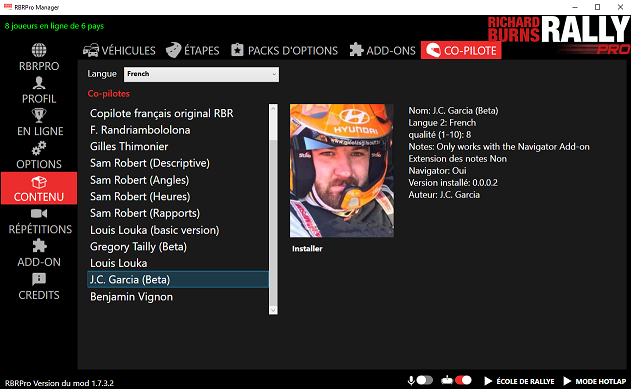 RBRPro Manager
8 joueurs en ligne de 6 pays
RICHARD BURNS RALLY PRO
VÉHICULES
ÉTAPES
PACKS D'OPTIONS
ADD-ONS
CO-PILOTE
RBRPRO
PROFIL
EN LIGNE
OPTIONS
CONTENU
RÉPÉTITIONS
ADD-ON
CREDITS
Langue French
Co-pilotes
Copilote français original RBR
F. Randriambololona
Gilles Thimonier
Sam Robert (Descriptive)
Sam Robert (Angles)
Sam Robert (Heures)
Sam Robert (Rapports)
Louis Louka (basic version)
Gregory Tailly (Beta)
Louis Louka
J.C. Garcia (Beta)
Benjamin Vignon
HYUNDAI
Installer
Nom: J.C. Garcia (Beta)
Langue 2: French
qualité (1-10): 8
Notes: Only works with the Navigator Add-on
Extension des notes Non
Navigator: Oui
Version installé: 0.0.0.2
Auteur: J.C. Garcia
RBRPro Version du mod 1.7.3.2
ÉCOLE DE RALLYE
MODE HOTLAP